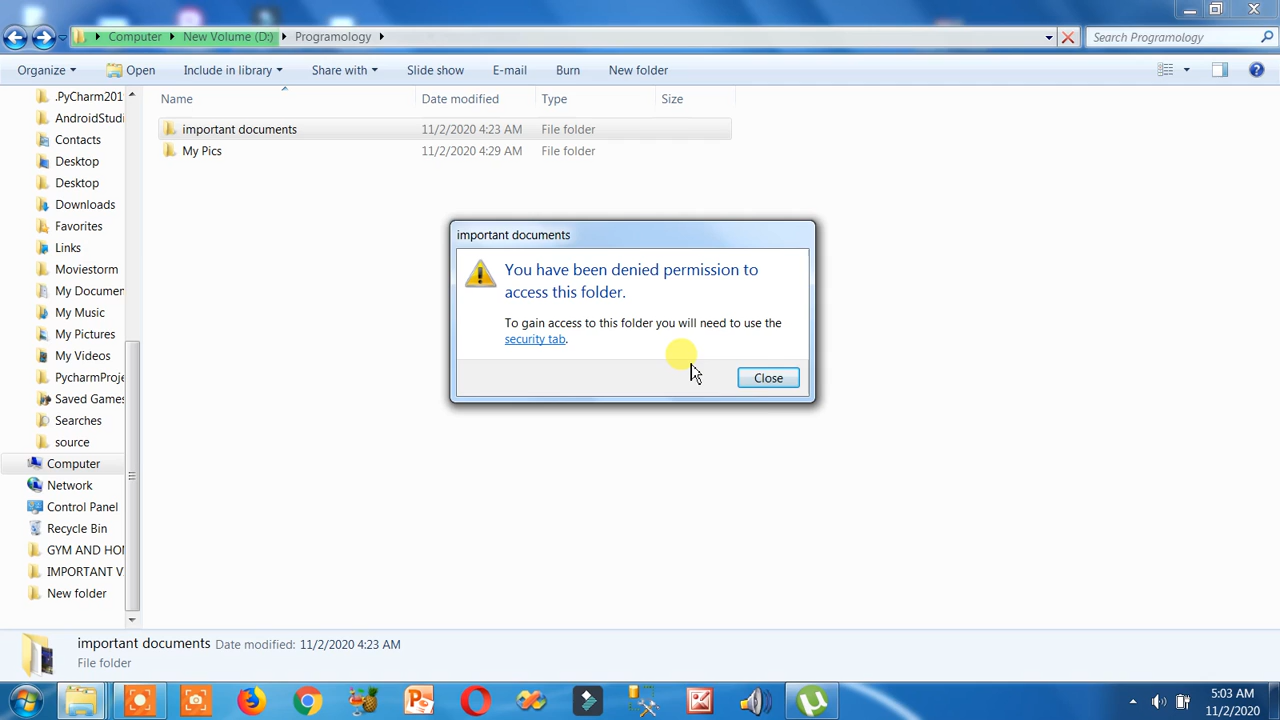 Computer New Volume (D:) Programology
Search Programology
Organize Open Include in library Share with Slide show E-mail Burn New folder
Name Date modified Type Size
important documents 11/2/2020 4:23 AM File folder
My Pics 11/2/2020 4:29 AM File folder
.PyCharm201
AndroidStudi
Contacts
Desktop
Desktop
Downloads
Favorites
Links
Moviestorm
My Documen
My Music
My Pictures
My Videos
PycharmProje
Saved Games
Searches
source
Computer
Network
Control Panel
Recycle Bin
GYM AND HOM
IMPORTANT V
New folder
important documents
You have been denied permission to
access this folder.
To gain access to this folder you will need to use the
security tab.
Close
important documents Date modified: 11/2/2020 4:23 AM
File folder
5:03 AM
11/2/2020